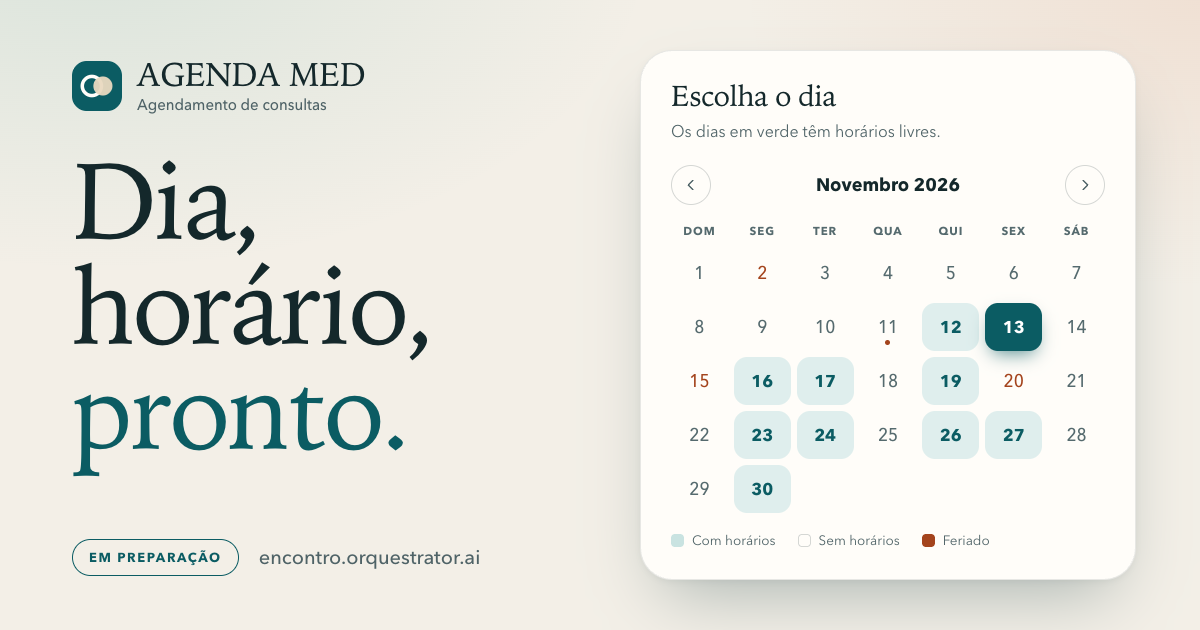 AGENDA MED
Agendamento de consultas
Dia,
horário,
pronto.
EM PREPARAÇÃO encontro.orquestrator.ai
Escolha o dia
Os dias em verde têm horários livres.
Novembro 2026
DOM SEG TER QUA QUI SEX SÁB
1 2 3 4 5 6 7
8 9 10 11 12 13 14
15 16 17 18 19 20 21
22 23 24 25 26 27 28
29 30
Com horários Sem horários Feriado